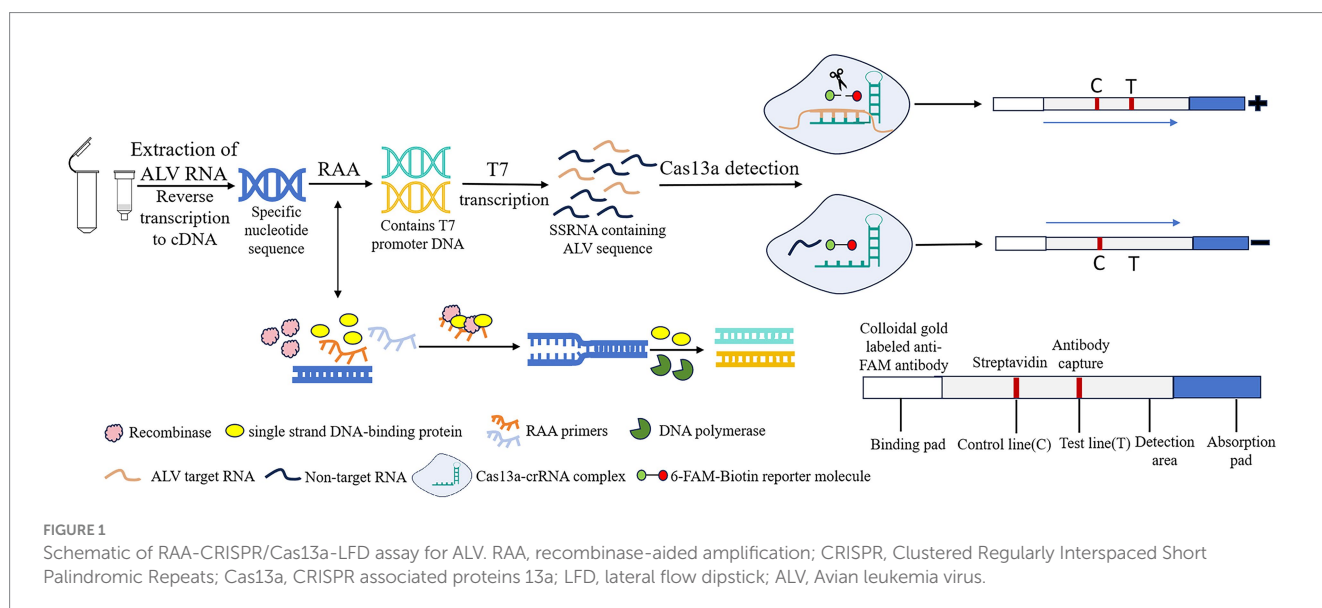 Extraction of
ALV RNA
Reverse
transcription
to cDNA
Specific
nucleotide
sequence
RAA
Contains T7
promoter DNA
T7
transcription
SSRNA containing
ALV sequence
Cas13a detection
C T
+
C T
-
Colloidal gold
labeled anti-
FAM antibody
Streptavidin
Antibody
capture
Binding pad
Control line(C)
Test line(T)
Detection
area
Absorption
pad
Recombinase
single strand DNA-binding protein
RAA primers
DNA polymerase
ALV target RNA
Non-target RNA
Cas13a-crRNA complex
6-FAM-Biotin reporter molecule
FIGURE 1
Schematic of RAA-CRISPR/Cas13a-LFD assay for ALV. RAA, recombinase-aided amplification; CRISPR, Clustered Regularly Interspaced Short
Palindromic Repeats; Cas13a, CRISPR associated proteins 13a; LFD, lateral flow dipstick; ALV, Avian leukemia virus.